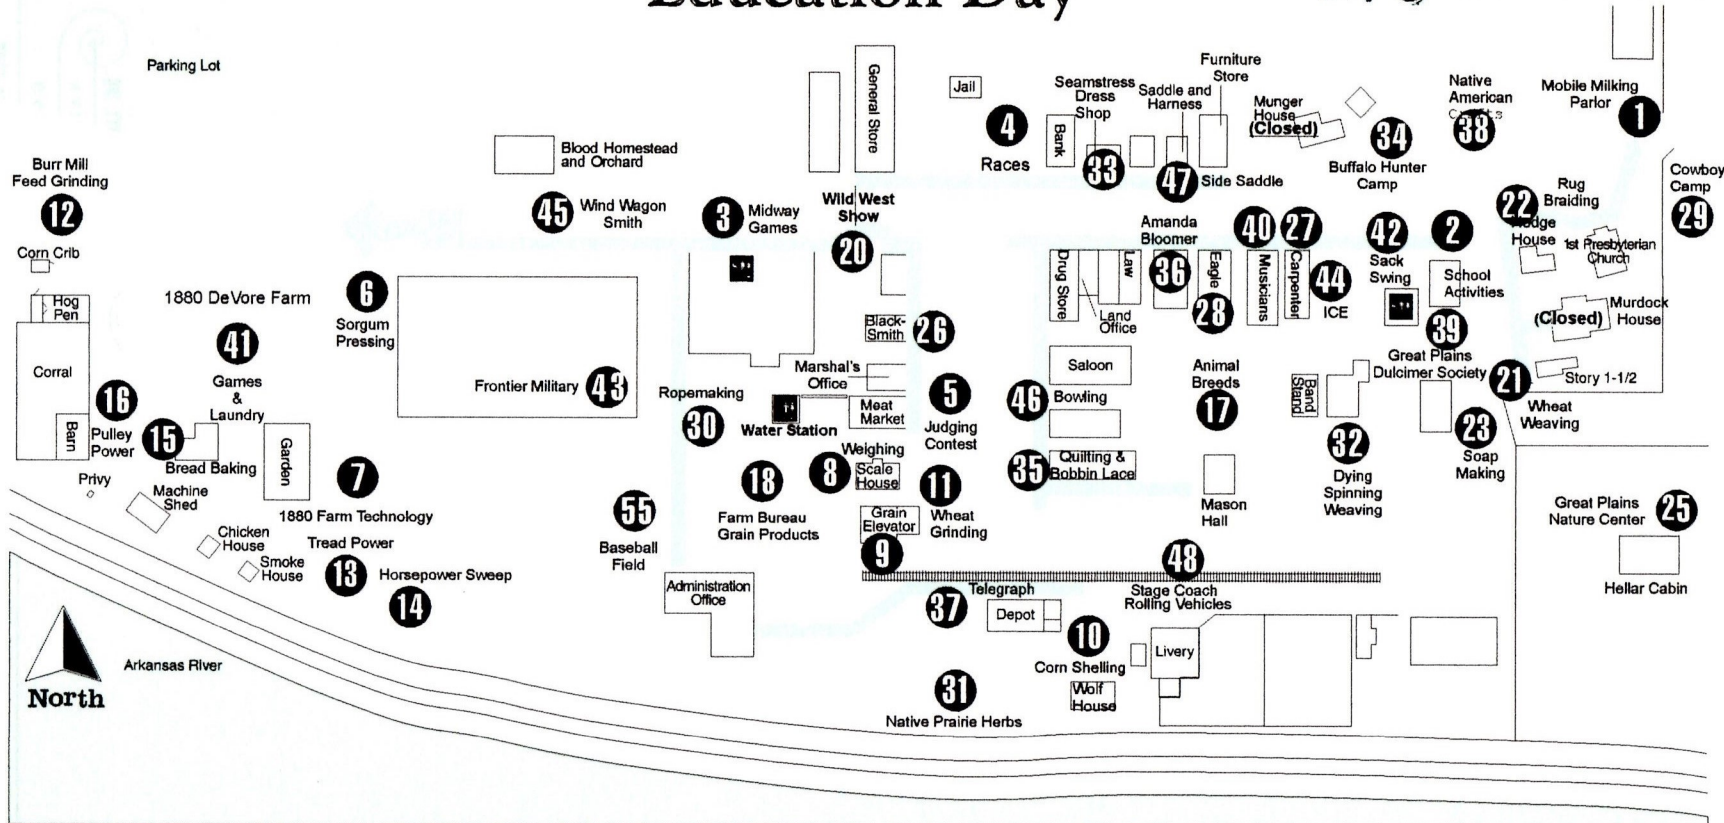 Education Day
Parking Lot
General Store
Jail
Seamstress
Dress
Shop
Saddle and
Harness
Furniture
Store
Munger
House
(Closed)
Native
American
Crafts
38
Mobile Milking
Parlor
1
4
Races
Bank
33
47
Side Saddle
34
Buffalo Hunter
Camp
Blood Homestead
and Orchard
Burr Mill
Feed Grinding
12
45
Wind Wagon
Smith
3
Midway
Games
Wild West
Show
20
Amanda
Bloomer
36
40
27
42
Sack
Swing
2
School
Activities
22
Rug
Braiding
Hodge
House
1st Presbyterian
Church
Cowboy
Camp
29
Corn Crib
Hog
Pen
1880 DeVore Farm
41
Games
&
Laundry
6
Sorgum
Pressing
Drug Store
Law
Land
Office
Eagle
28
Musicians
Carpenter
44
ICE
39
Great Plains
Dulcimer Society
(Closed)
Murdock
House
Story 1-1/2
Corral
Barn
16
Pulley
Power
15
Bread Baking
Garden
Frontier Military
43
Black-
Smith
26
Marshal's
Office
Meat
Market
Ropemaking
30
Water Station
5
Judging
Contest
Saloon
46
Bowling
Animal
Breeds
17
Band
Stand
21
Wheat
Weaving
23
Soap
Making
32
Dying
Spinning
Weaving
Privy
Machine
Shed
7
1880 Farm Technology
55
Baseball
Field
18
Farm Bureau
Grain Products
Weighing
8
Scale
House
11
Wheat
Grinding
35
Quilting &
Bobbin Lace
Mason
Hall
Great Plains
Nature Center
25
Hellar Cabin
Chicken
House
Smoke
House
Tread Power
13
Horsepower Sweep
14
Grain
Elevator
9
Administration
Office
48
Stage Coach
Rolling Vehicles
37
Telegraph
Depot
10
Corn Shelling
Livery
Wolf
House
31
Native Prairie Herbs
North
Arkansas River